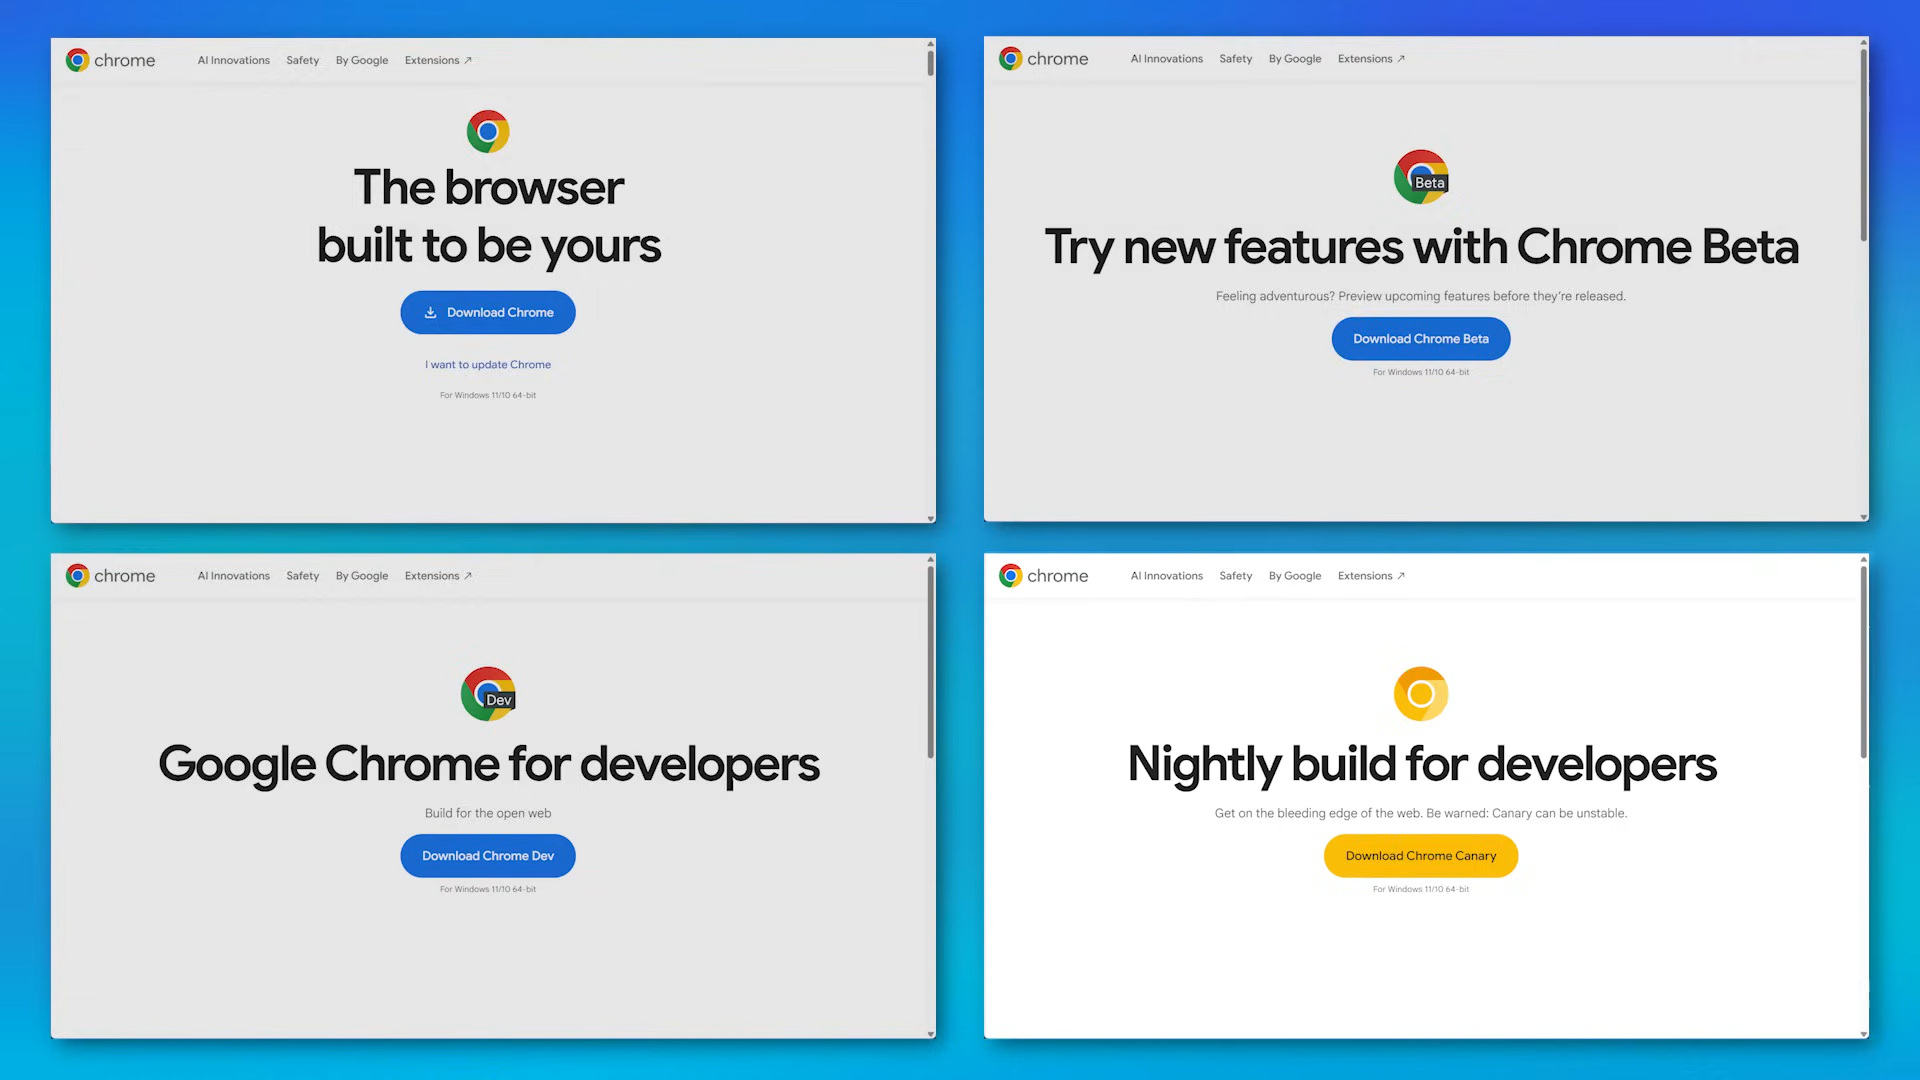 chrome AI Innovations Safety By Google Extensions ↗
The browser
built to be yours
Download Chrome
I want to update Chrome
For Windows 11/10 64-bit
chrome AI Innovations Safety By Google Extensions ↗
Beta
Try new features with Chrome Beta
Feeling adventurous? Preview upcoming features before they’re released.
Download Chrome Beta
For Windows 11/10 64-bit
chrome AI Innovations Safety By Google Extensions ↗
Dev
Google Chrome for developers
Build for the open web
Download Chrome Dev
For Windows 11/10 64-bit
chrome AI Innovations Safety By Google Extensions ↗
Nightly build for developers
Get on the bleeding edge of the web. Be warned: Canary can be unstable.
Download Chrome Canary
For Windows 11/10 64-bit